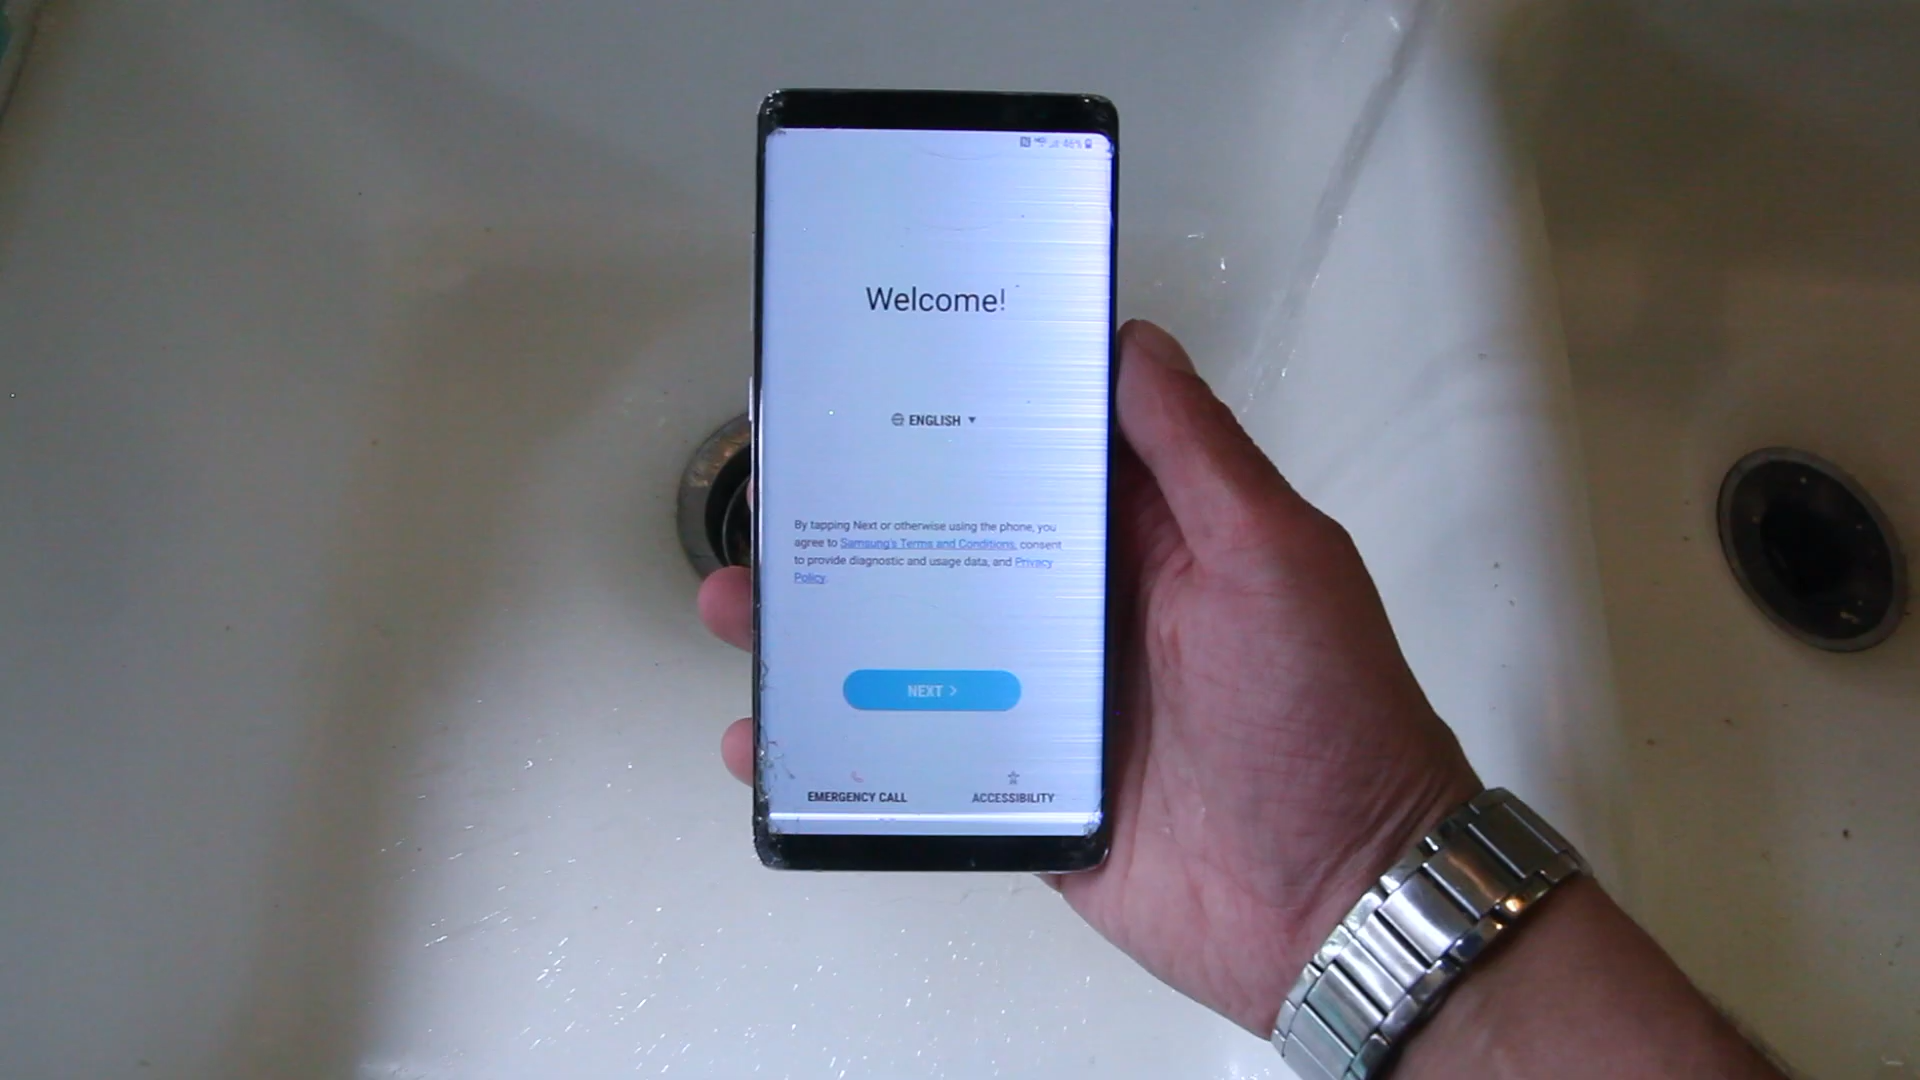 46%
Welcome!
ENGLISH
By tapping Next or otherwise using the phone, you
agree to Samsung's Terms and Conditions, consent
to provide diagnostic and usage data, and Privacy
Policy.
NEXT >
EMERGENCY CALL
ACCESSIBILITY